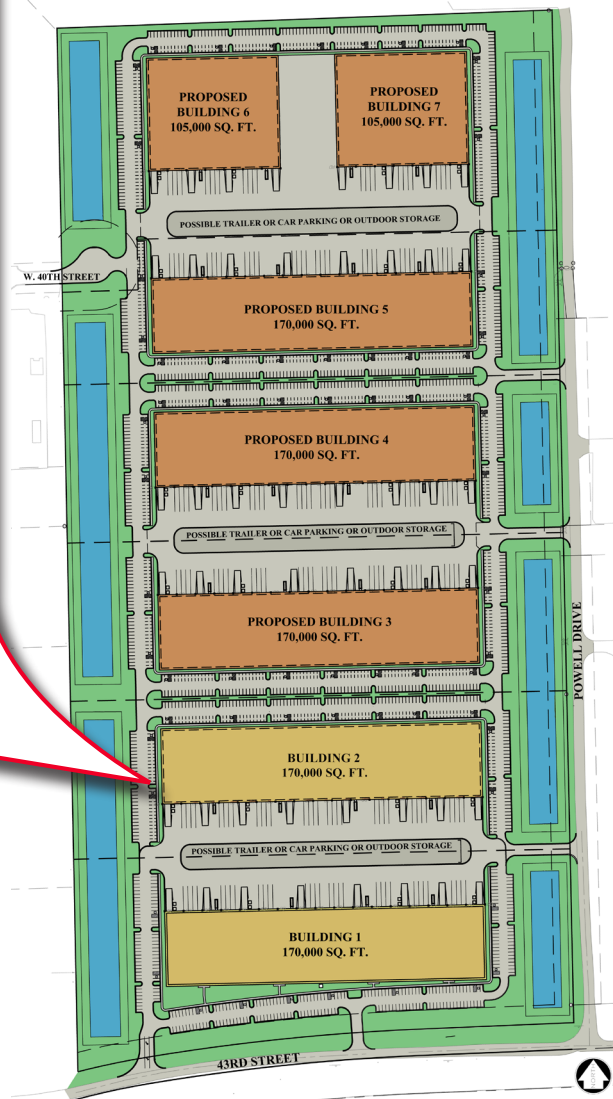 PROPOSED
BUILDING 6
105,000 SQ. FT.
PROPOSED
BUILDING 7
105,000 SQ. FT.
POSSIBLE TRAILER OR CAR PARKING OR OUTDOOR STORAGE
W. 40TH STREET
PROPOSED BUILDING 5
170,000 SQ. FT.
PROPOSED BUILDING 4
170,000 SQ. FT.
POSSIBLE TRAILER OR CAR PARKING OR OUTDOOR STORAGE
PROPOSED BUILDING 3
170,000 SQ. FT.
POWELL DRIVE
BUILDING 2
170,000 SQ. FT.
POSSIBLE TRAILER OR CAR PARKING OR OUTDOOR STORAGE
BUILDING 1
170,000 SQ. FT.
43RD STREET
NORTH